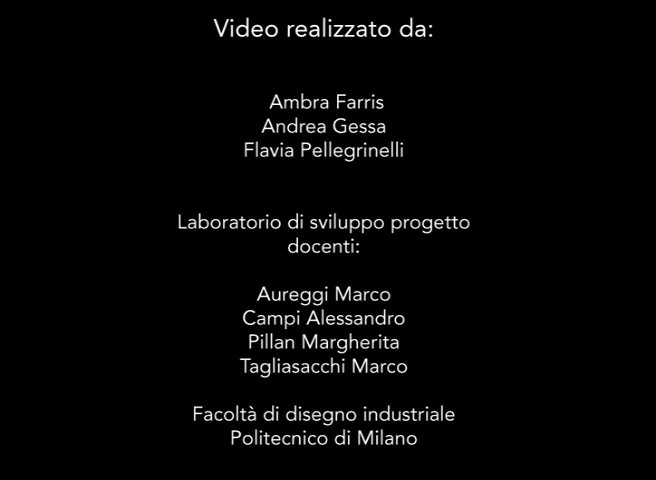 Video realizzato da:
Ambra Farris
Andrea Gessa
Flavia Pellegrinelli
Laboratorio di sviluppo progetto
docenti:
Aureggi Marco
Campi Alessandro
Pillan Margherita
Tagliasacchi Marco
Facoltà di disegno industriale
Politecnico di Milano